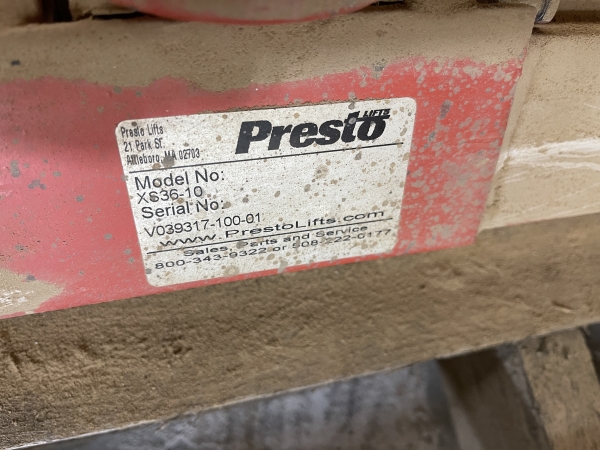 Presto Lifts
21 Park St.
Attleboro, MA 02703
Presto LIFTS
Model No:
XS36-10
Serial No:
V039317-100-01
www.PrestoLifts.com
Sales, Parts and Service
800-343-9322 or 508-222-0177